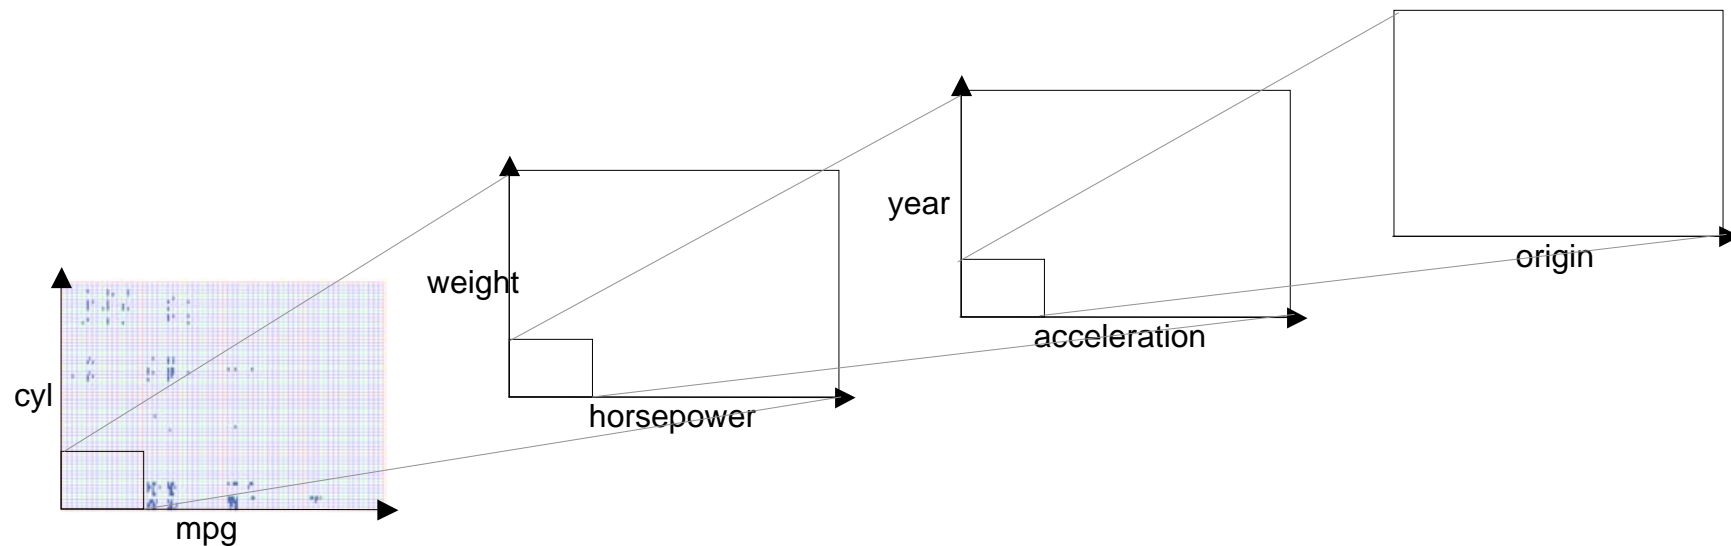 cyl
mpg
weight
horsepower
year
acceleration
origin